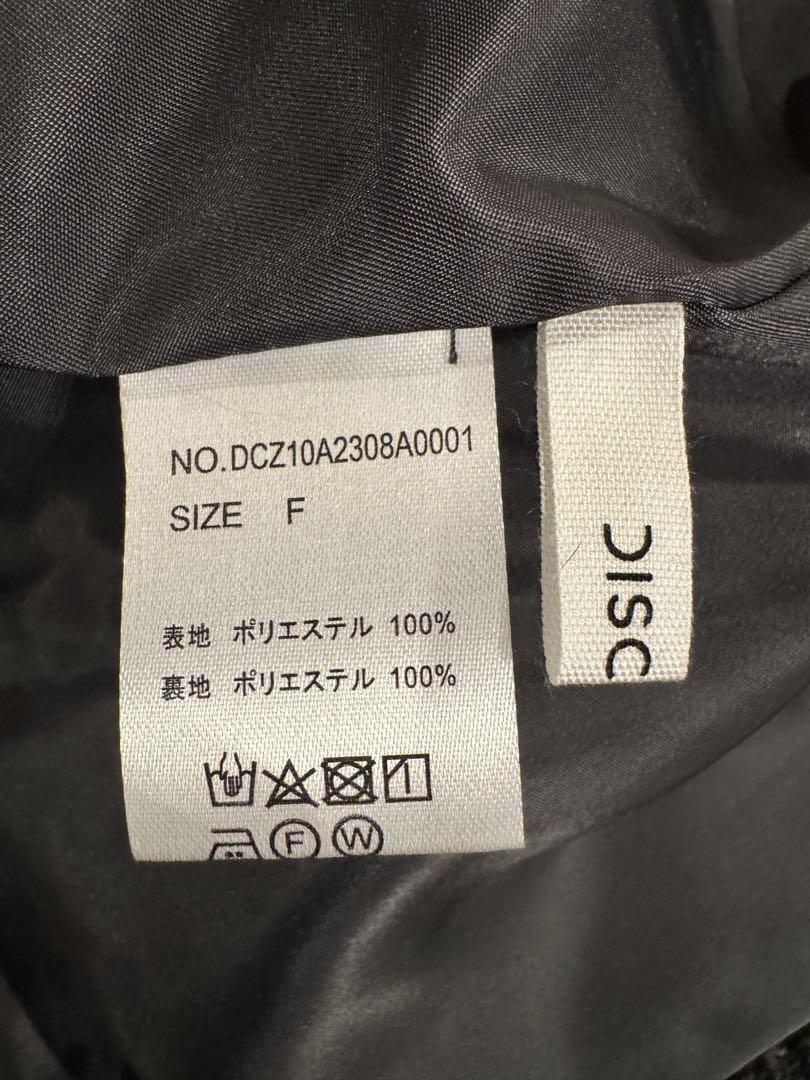 NO.DCZ10A2308A0001
SIZE F
表地 ポリエステル 100%
裏地 ポリエステル 100%
F W